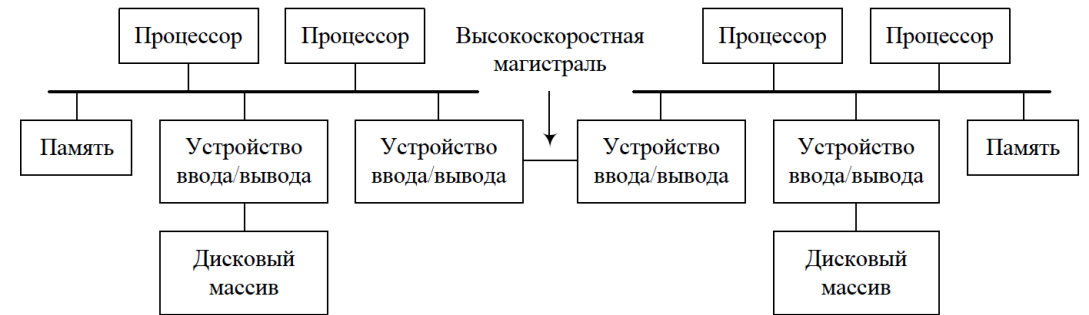 Процессор
Процессор
Высокоскоростная
магистраль
Процессор
Процессор
Память
Устройство
ввода/вывода
Устройство
ввода/вывода
Устройство
ввода/вывода
Устройство
ввода/вывода
Память
Дисковый
массив
Дисковый
массив